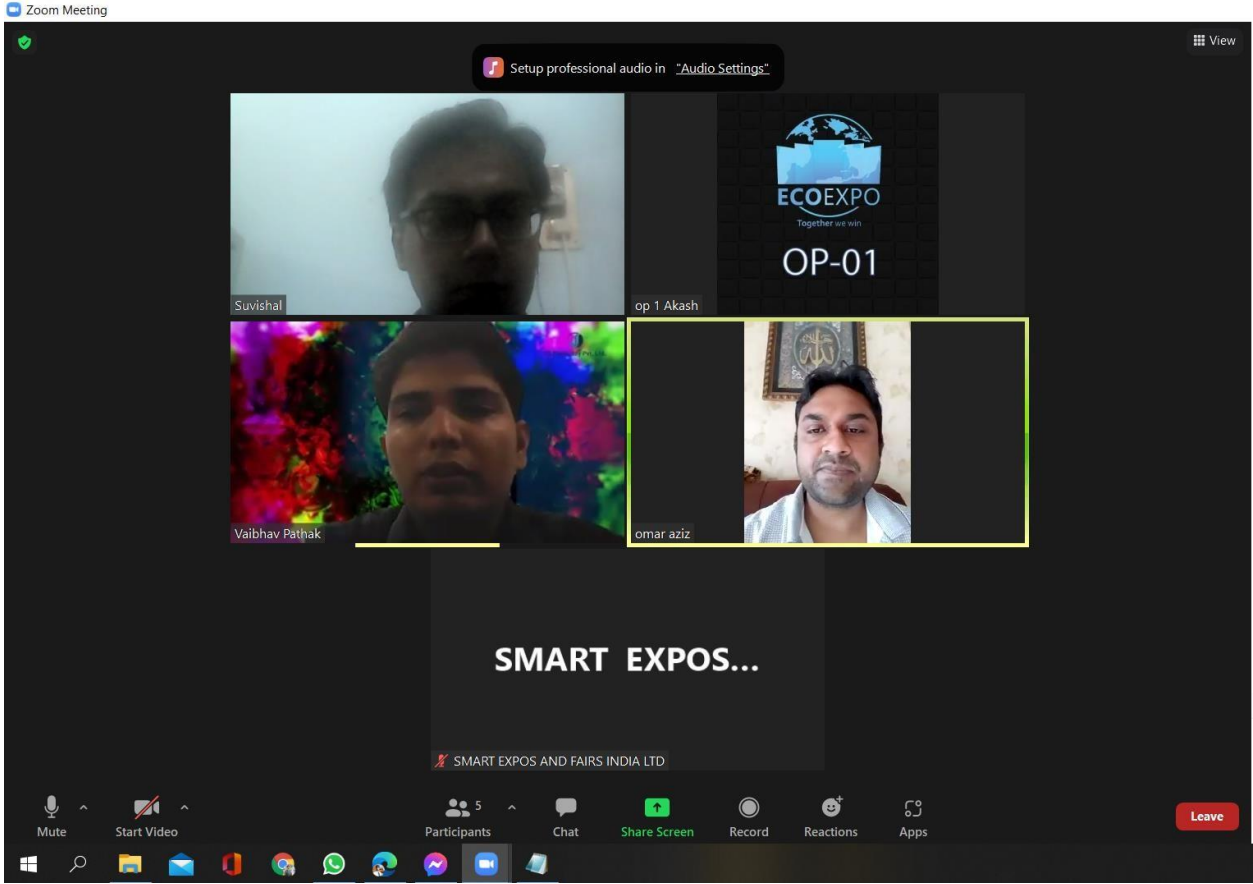 Zoom Meeting
View
Setup professional audio in "Audio Settings"
Suvishal
ECOEXPO
Together we win
OP-01
op 1 Akash
Vaibhav Pathak
الله
omar aziz
SMART EXPOS...
SMART EXPOS AND FAIRS INDIA LTD
Mute
Start Video
5
Participants
Chat
Share Screen
Record
Reactions
Apps
Leave